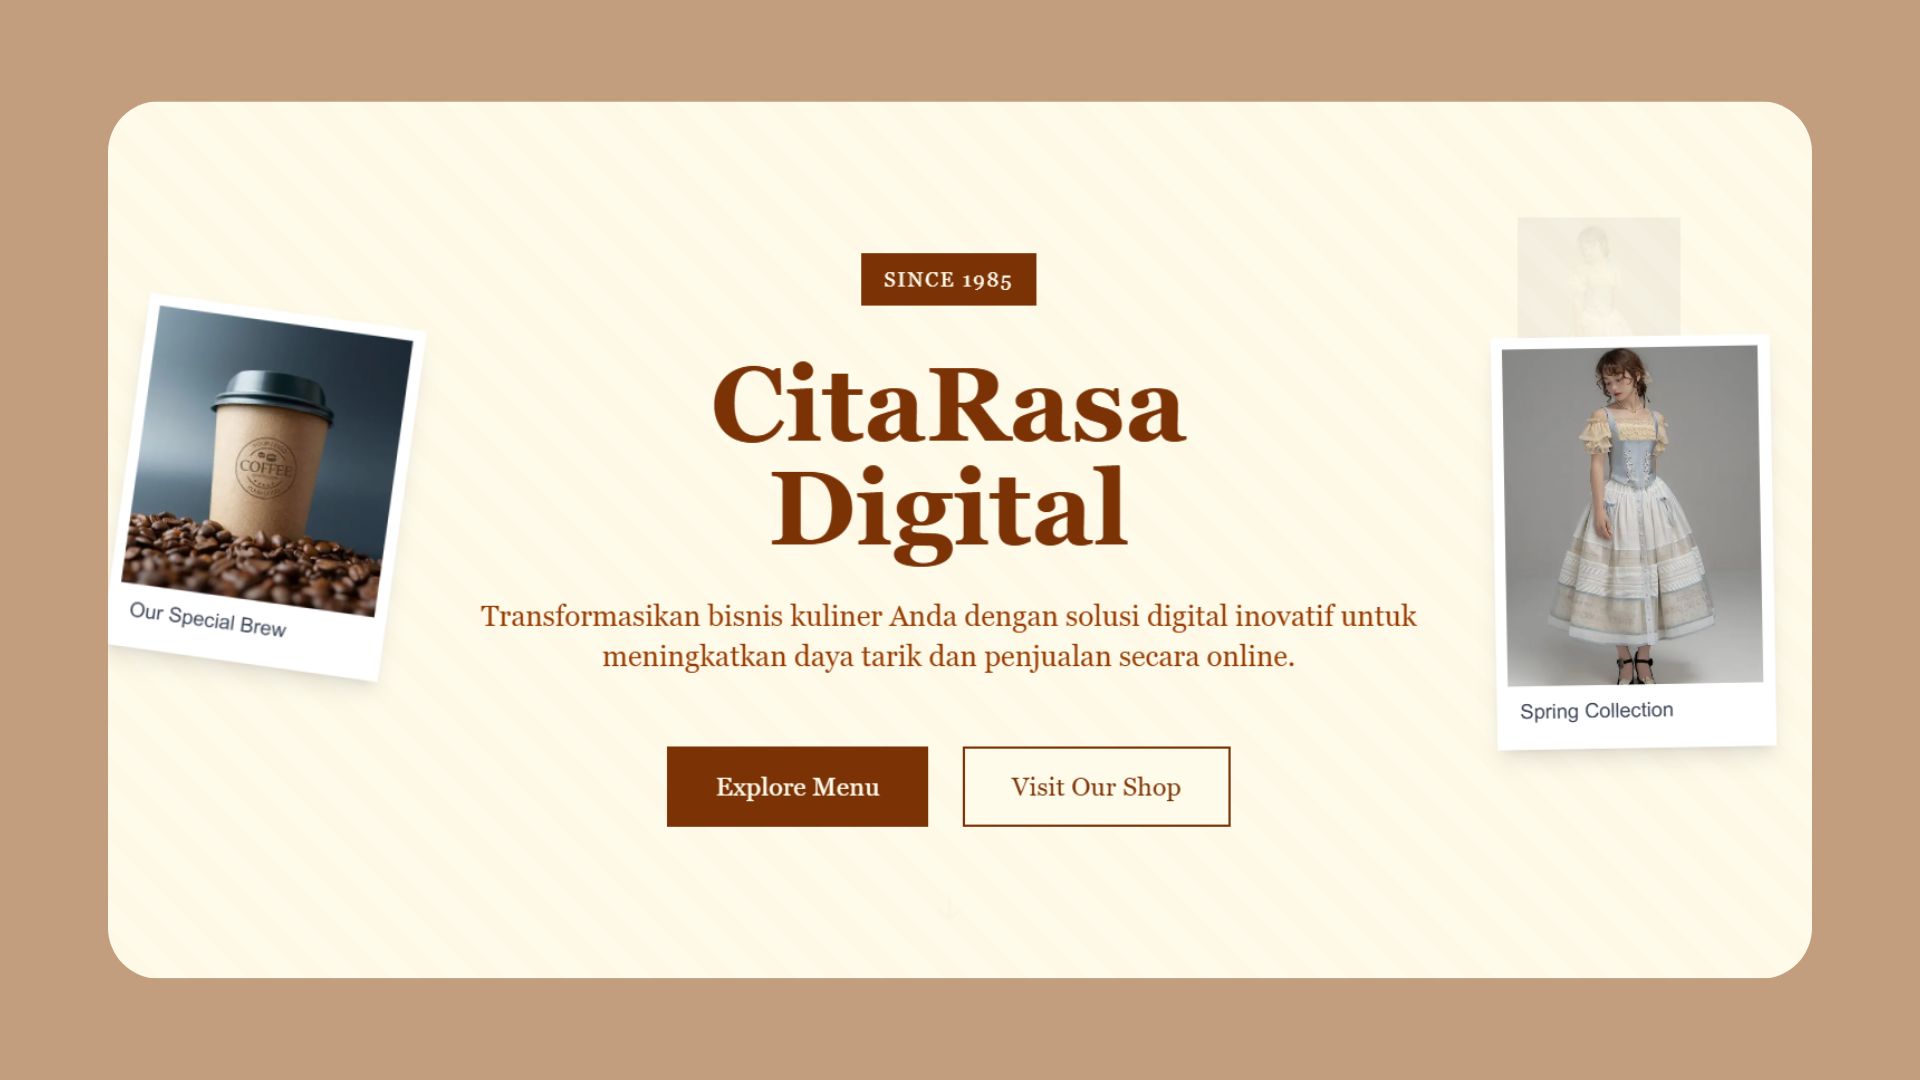 SINCE 1985
CitaRasa
Digital
Transformasikan bisnis kuliner Anda dengan solusi digital inovatif untuk
meningkatkan daya tarik dan penjualan secara online.
Explore Menu
Visit Our Shop
COFFEE
Our Special Brew
Spring Collection